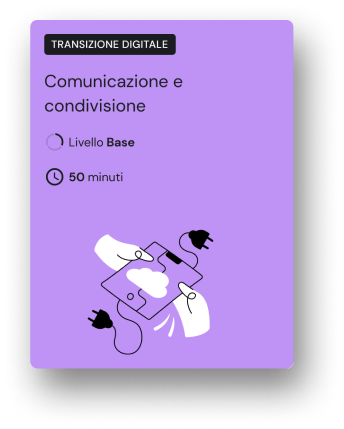 TRANSIZIONE DIGITALE
Comunicazione e
condivisione
Livello Base
50 minuti